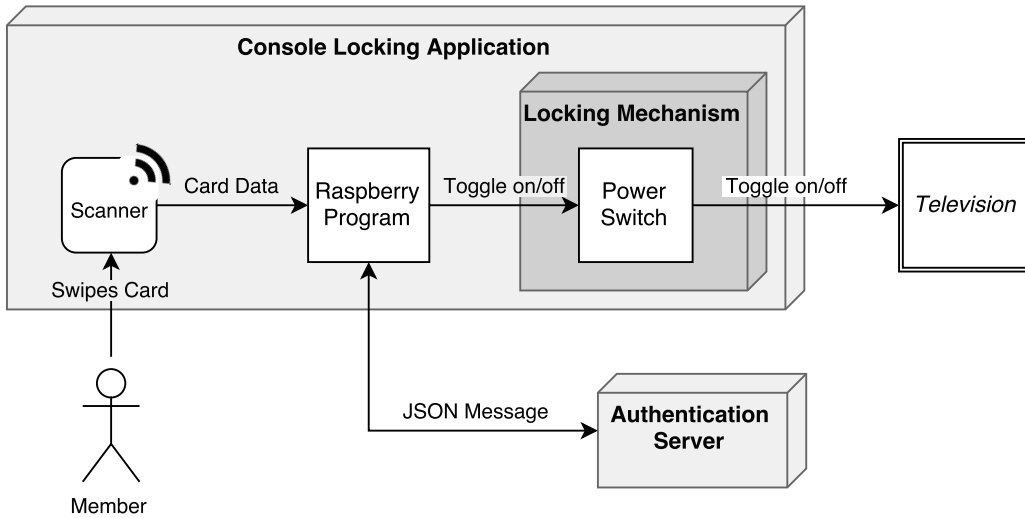 Console Locking Application
Locking Mechanism
Scanner
Card Data
Raspberry
Program
Toggle on/off
Power
Switch
Toggle on/off
Television
Swipes Card
JSON Message
Authentication
Server
Member